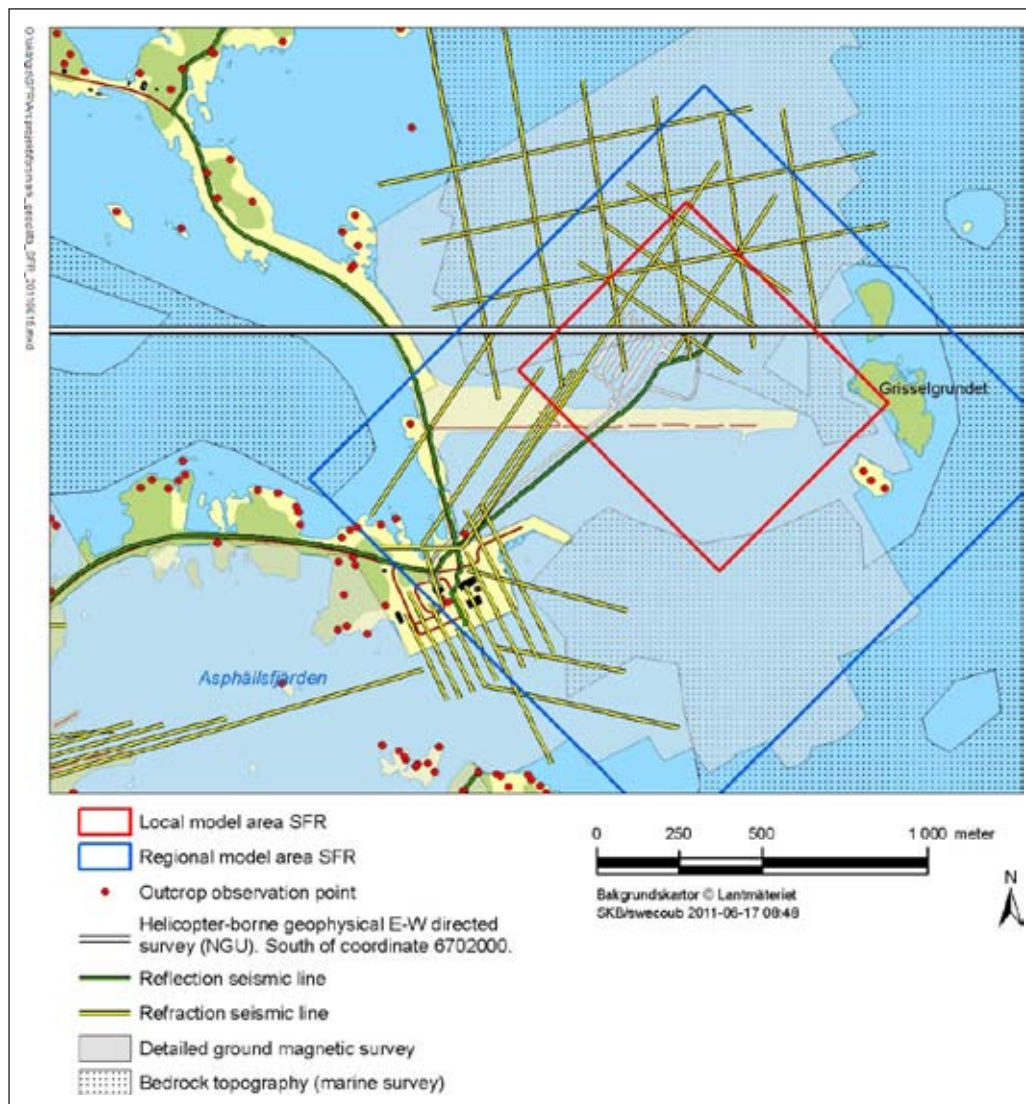 Grisselgrundet
Asphällsfjärden
Local model area SFR
Regional model area SFR
Outcrop observation point
Helicopter-borne geophysical E-W directed
survey (NGU). South of coordinate 6702000.
Reflection seismic line
Refraction seismic line
Detailed ground magnetic survey
Bedrock topography (marine survey)
0 250 500 1 000 meter
Bakgrundskartor © Lantmäteriet
SKB/swecoub 2011-06-17 08:48
N